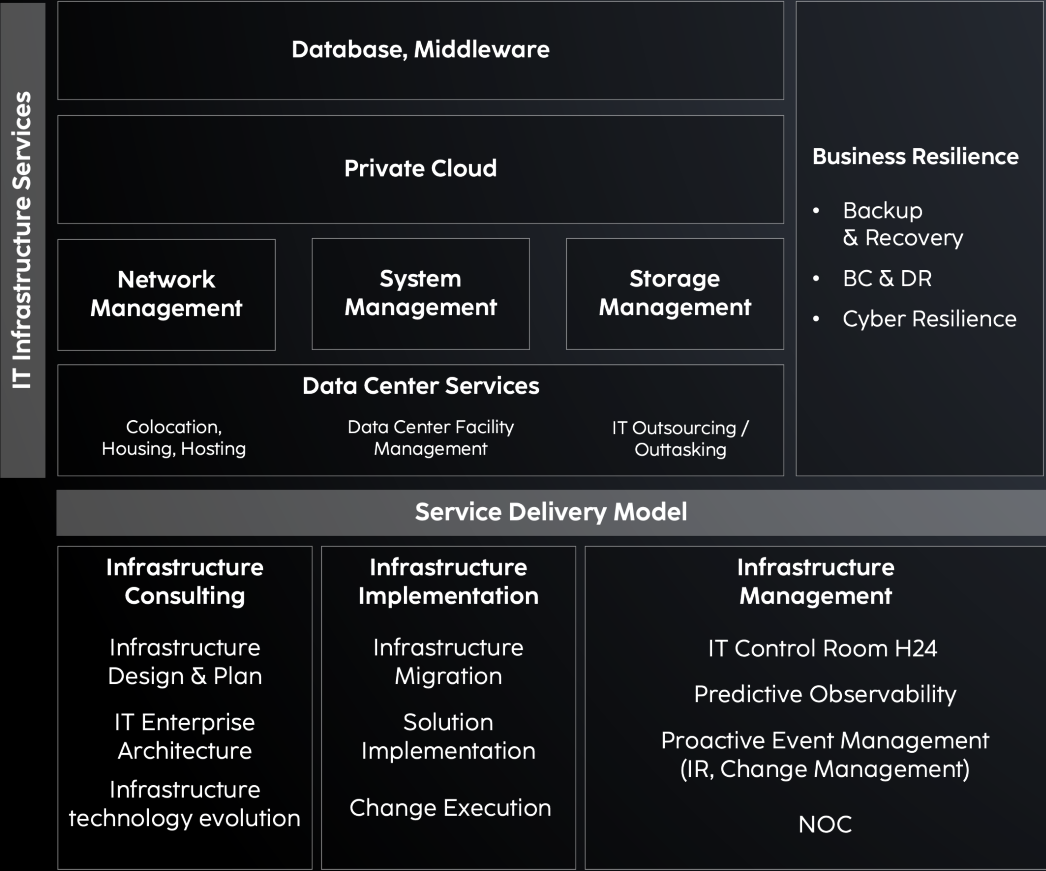 IT Infrastructure Services
Database, Middleware
Private Cloud
Network
Management
System
Management
Storage
Management
Data Center Services
Colocation,
Housing, Hosting
Data Center Facility
Management
IT Outsourcing /
Outtasking
Business Resilience
• Backup
& Recovery
• BC & DR
• Cyber Resilience
Service Delivery Model
Infrastructure
Consulting
Infrastructure
Design & Plan
IT Enterprise
Architecture
Infrastructure
technology evolution
Infrastructure
Implementation
Infrastructure
Migration
Solution
Implementation
Change Execution
Infrastructure
Management
IT Control Room H24
Predictive Observability
Proactive Event Management
(IR, Change Management)
NOC